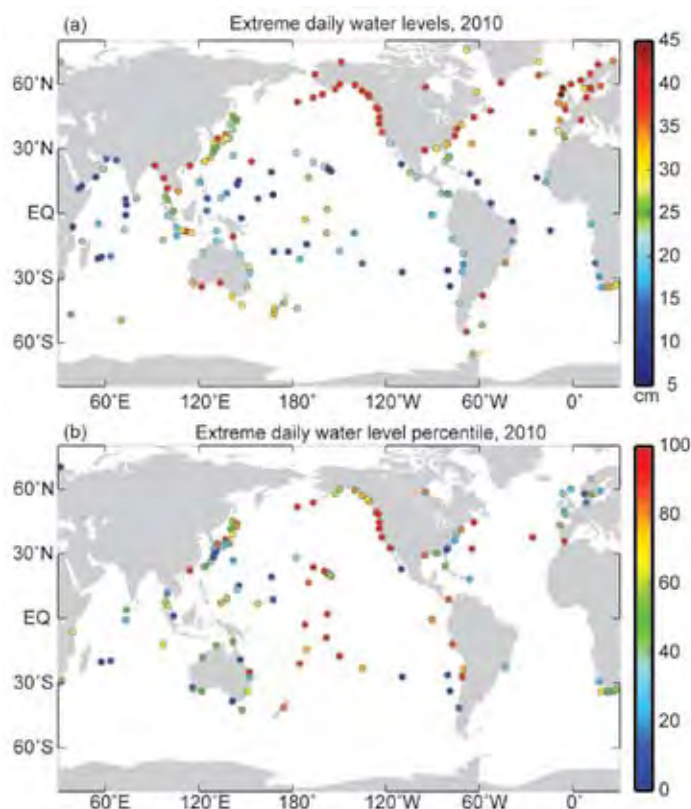 (a) Extreme daily water levels, 2010
60°N
30°N
EQ
30°S
60°S
60°E 120°E 180° 120°W 60°W 0°
45
40
35
30
25
20
15
10
5
cm
(b) Extreme daily water level percentile, 2010
60°N
30°N
EQ
30°S
60°S
60°E 120°E 180° 120°W 60°W 0°
100
80
60
40
20
0